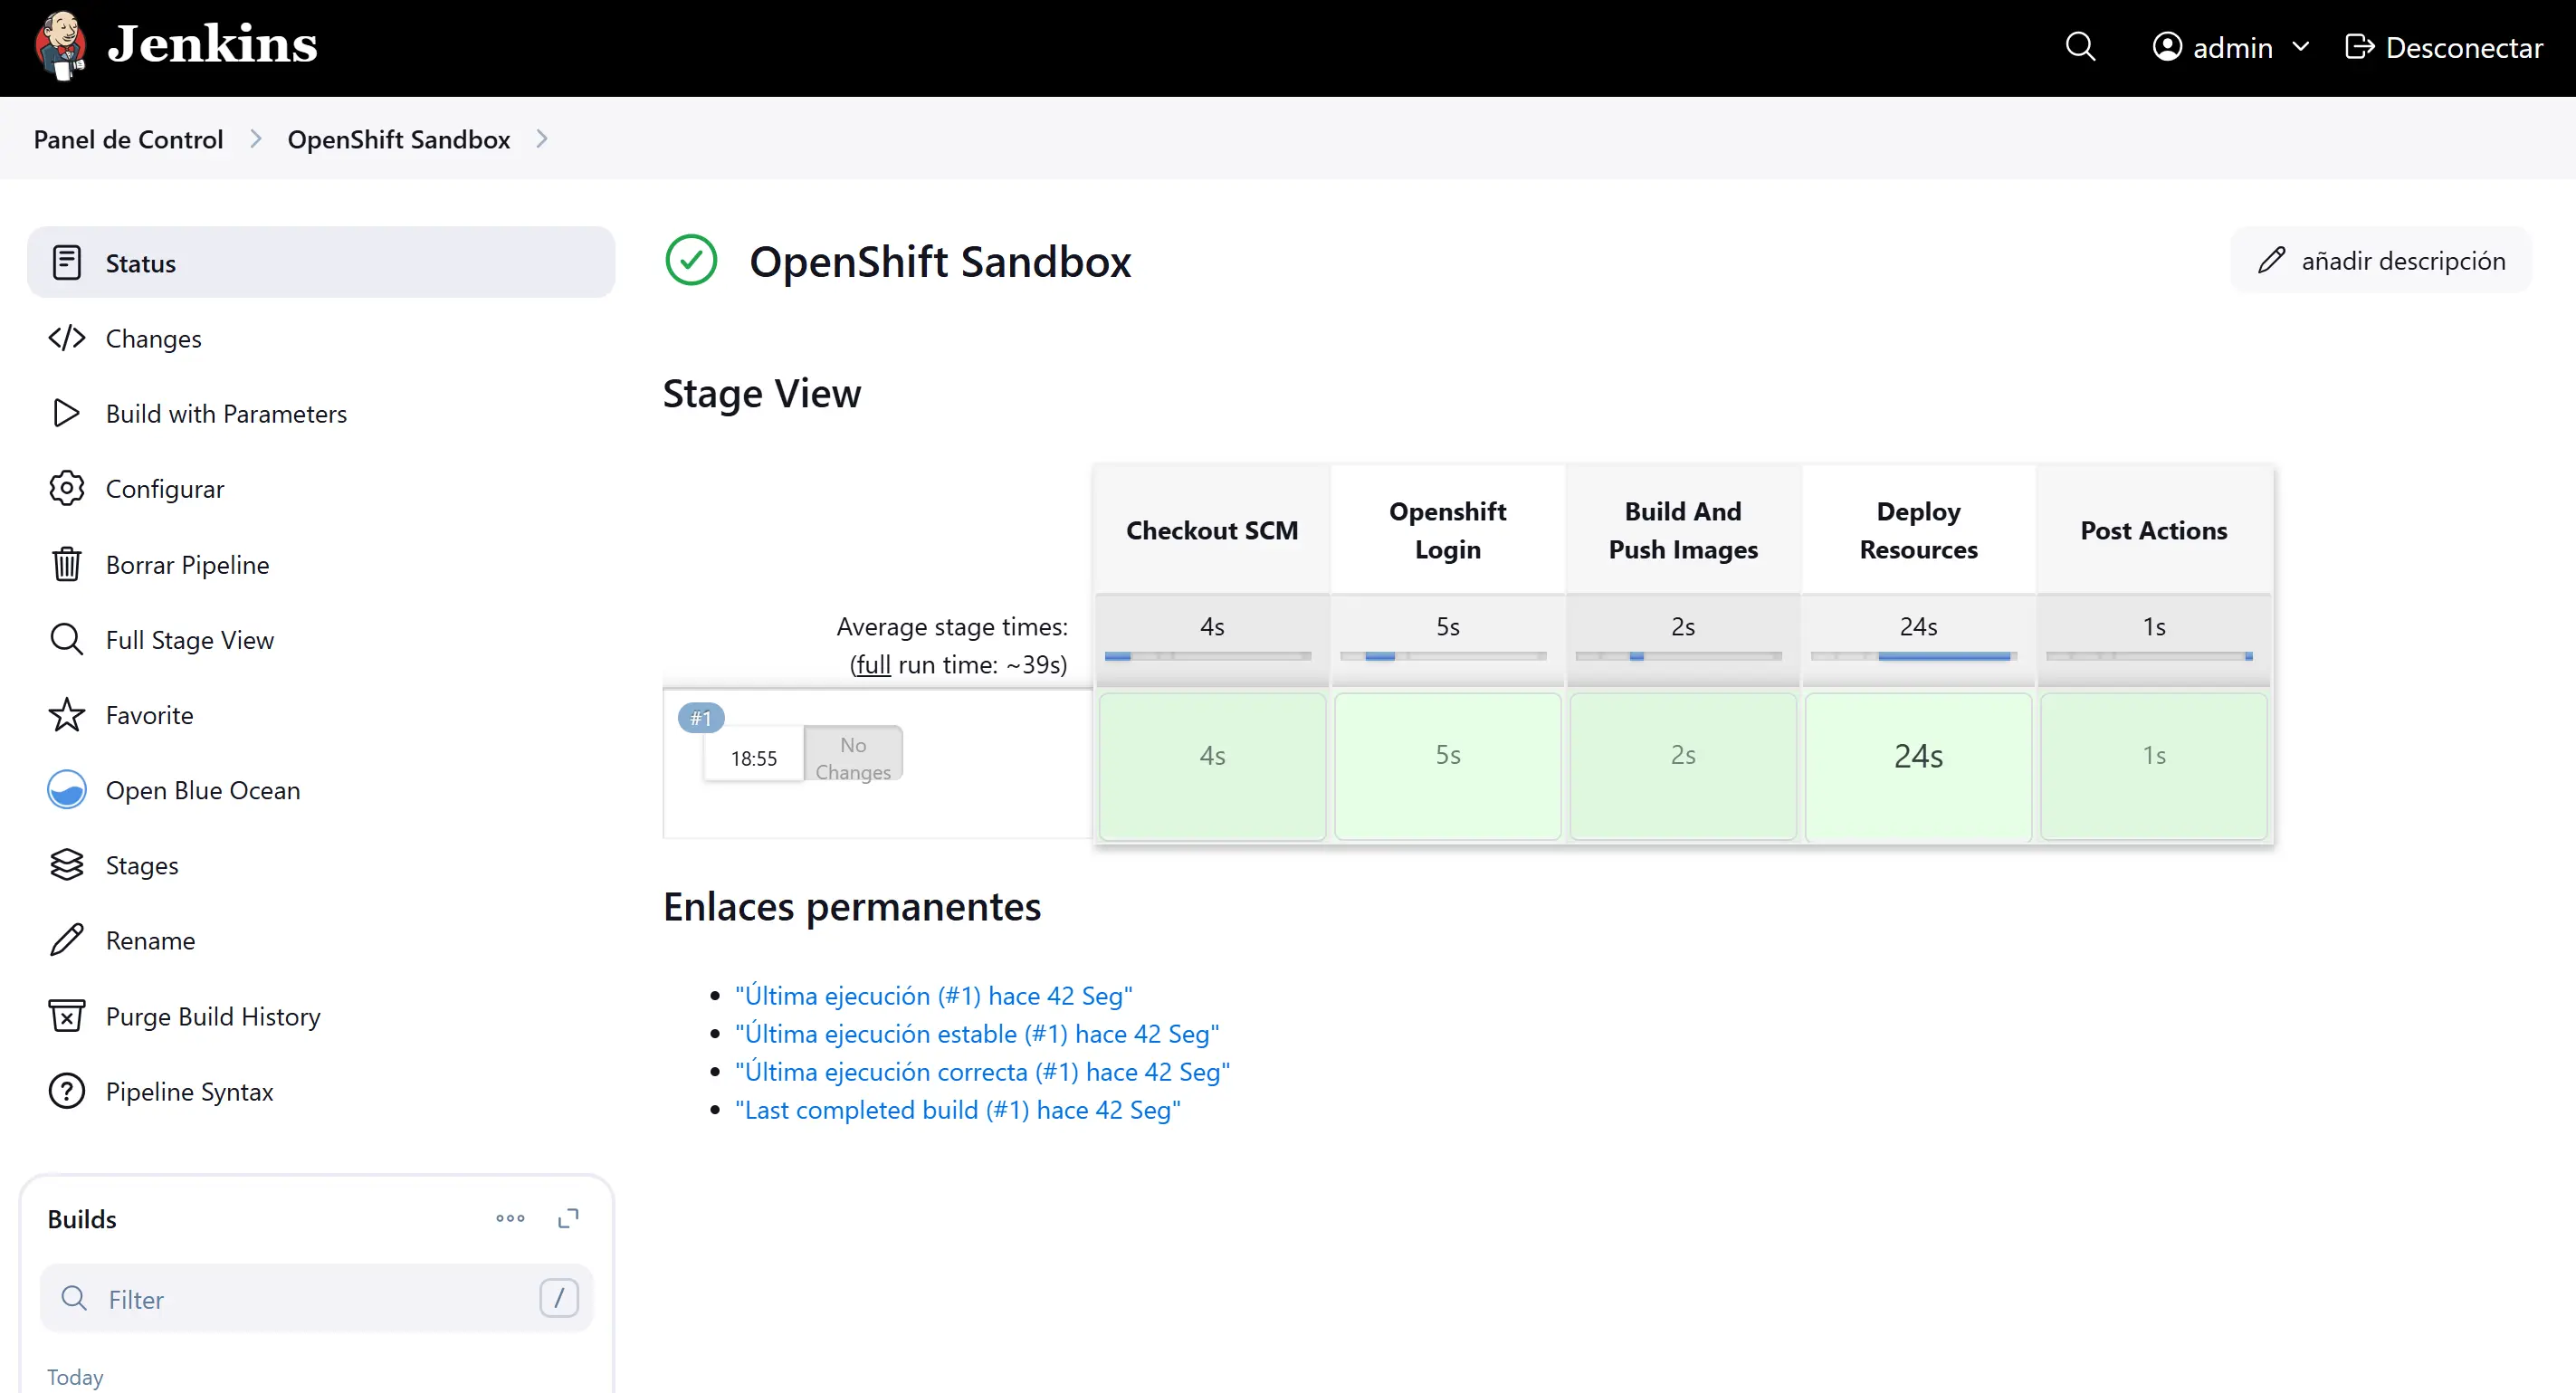 Jenkins
admin
Desconectar
Panel de Control
OpenShift Sandbox
Status
Changes
Build with Parameters
Configurar
Borrar Pipeline
Full Stage View
Favorite
Open Blue Ocean
Stages
Rename
Purge Build History
Pipeline Syntax
Builds
Filter
/
Today
OpenShift Sandbox
añadir descripción
Stage View
Checkout SCM
Openshift
Login
Build And
Push Images
Deploy
Resources
Post Actions
Average stage times:
(full run time: ~39s)
4s
5s
2s
24s
1s
#1
18:55
No
Changes
4s
5s
2s
24s
1s
Enlaces permanentes
"Última ejecución (#1) hace 42 Seg"
"Última ejecución estable (#1) hace 42 Seg"
"Última ejecución correcta (#1) hace 42 Seg"
"Last completed build (#1) hace 42 Seg"